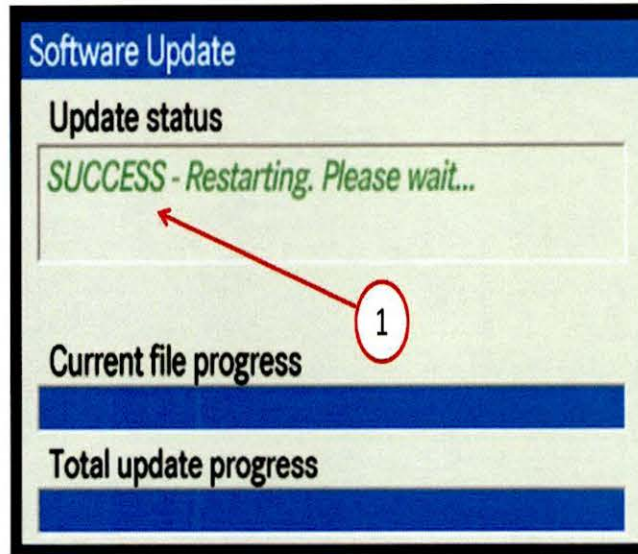 Software Update
Update status
SUCCESS - Restarting. Please wait...
1
Current file progress
Total update progress